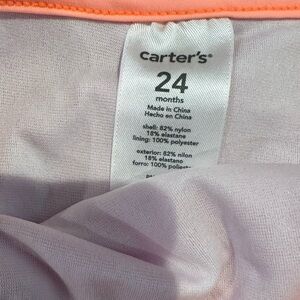 carter's®
24
months
Made in China
Hecho en China
shell: 82% nylon
18% elastane
lining: 100% polyester
exterior: 82% nilon
18% elastano
forro: 100% poliester